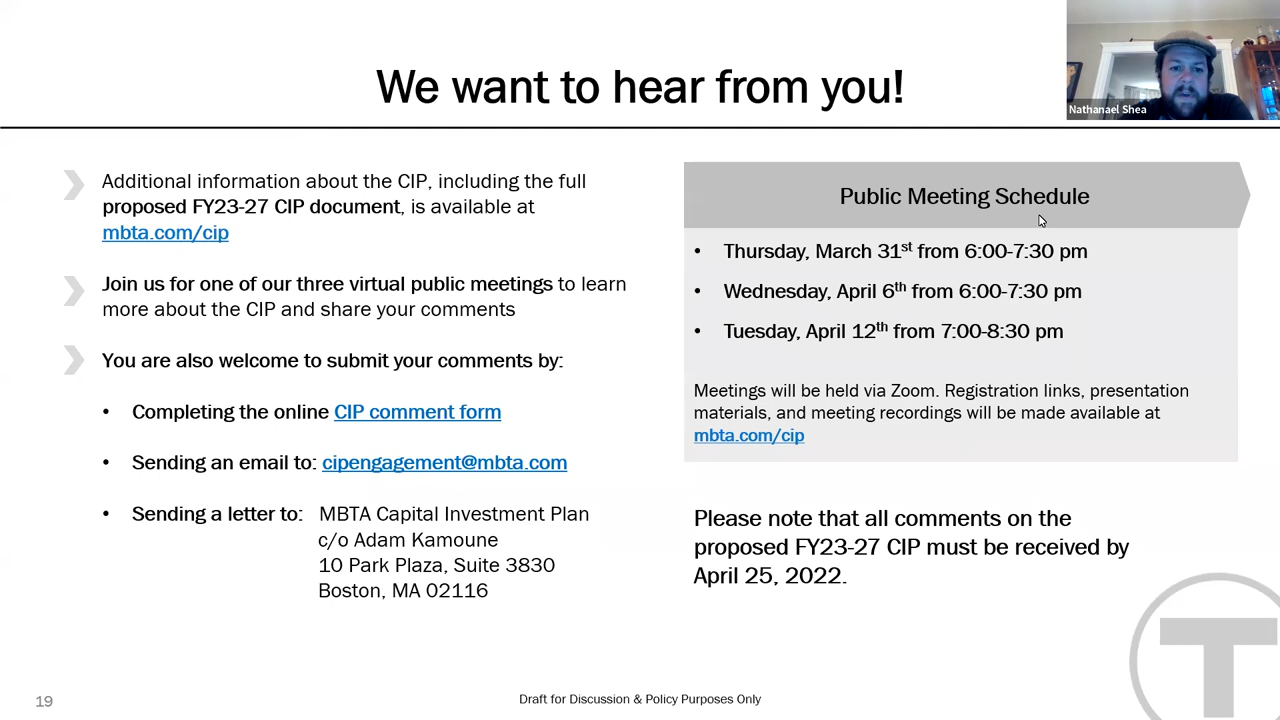 We want to hear from you!
Nathanael Shea
Additional information about the CIP, including the full
proposed FY23-27 CIP document, is available at
mbta.com/cip
Join us for one of our three virtual public meetings to learn
more about the CIP and share your comments
You are also welcome to submit your comments by:
• Completing the online CIP comment form
• Sending an email to: cipengagement@mbta.com
• Sending a letter to: MBTA Capital Investment Plan
c/o Adam Kamoune
10 Park Plaza, Suite 3830
Boston, MA 02116
Public Meeting Schedule
• Thursday, March 31st from 6:00-7:30 pm
• Wednesday, April 6th from 6:00-7:30 pm
• Tuesday, April 12th from 7:00-8:30 pm
Meetings will be held via Zoom. Registration links, presentation
materials, and meeting recordings will be made available at
mbta.com/cip
Please note that all comments on the
proposed FY23-27 CIP must be received by
April 25, 2022.
T
19
Draft for Discussion & Policy Purposes Only